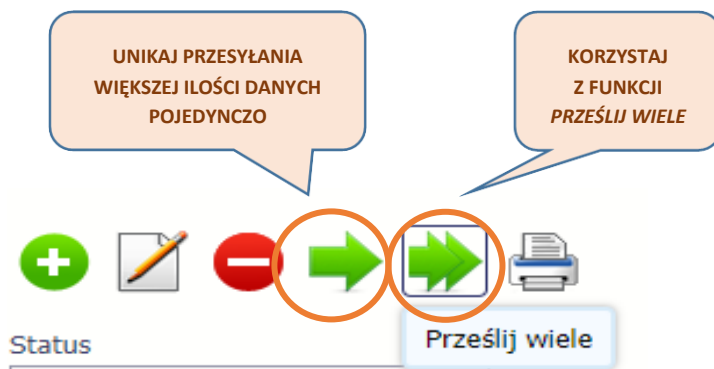 UNIKAJ PRZESYŁANIA
WIĘKSZEJ ILOŚCI DANYCH
POJEDYNCZO
KORZYSTAJ
Z FUNKCJI
PRZEŚLIJ WIELE
Prześlij wiele
Status